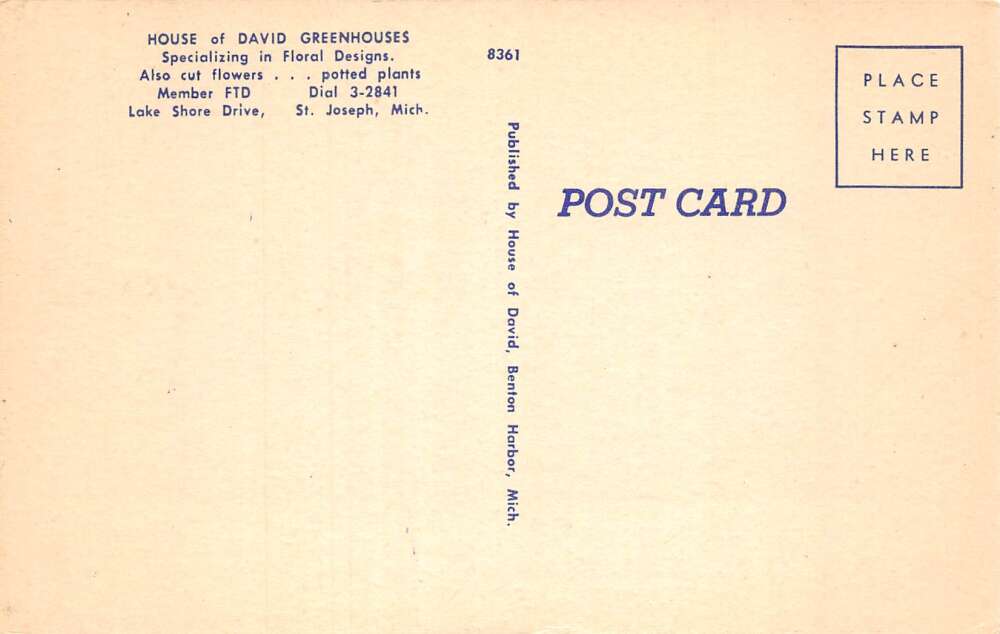 HOUSE of DAVID GREENHOUSES
Specializing in Floral Designs.
Also cut flowers . . . potted plants
Member FTD Dial 3-2841
Lake Shore Drive, St. Joseph, Mich.
8361
Published by House of David, Benton Harbor, Mich.
POST CARD
PLACE
STAMP
HERE